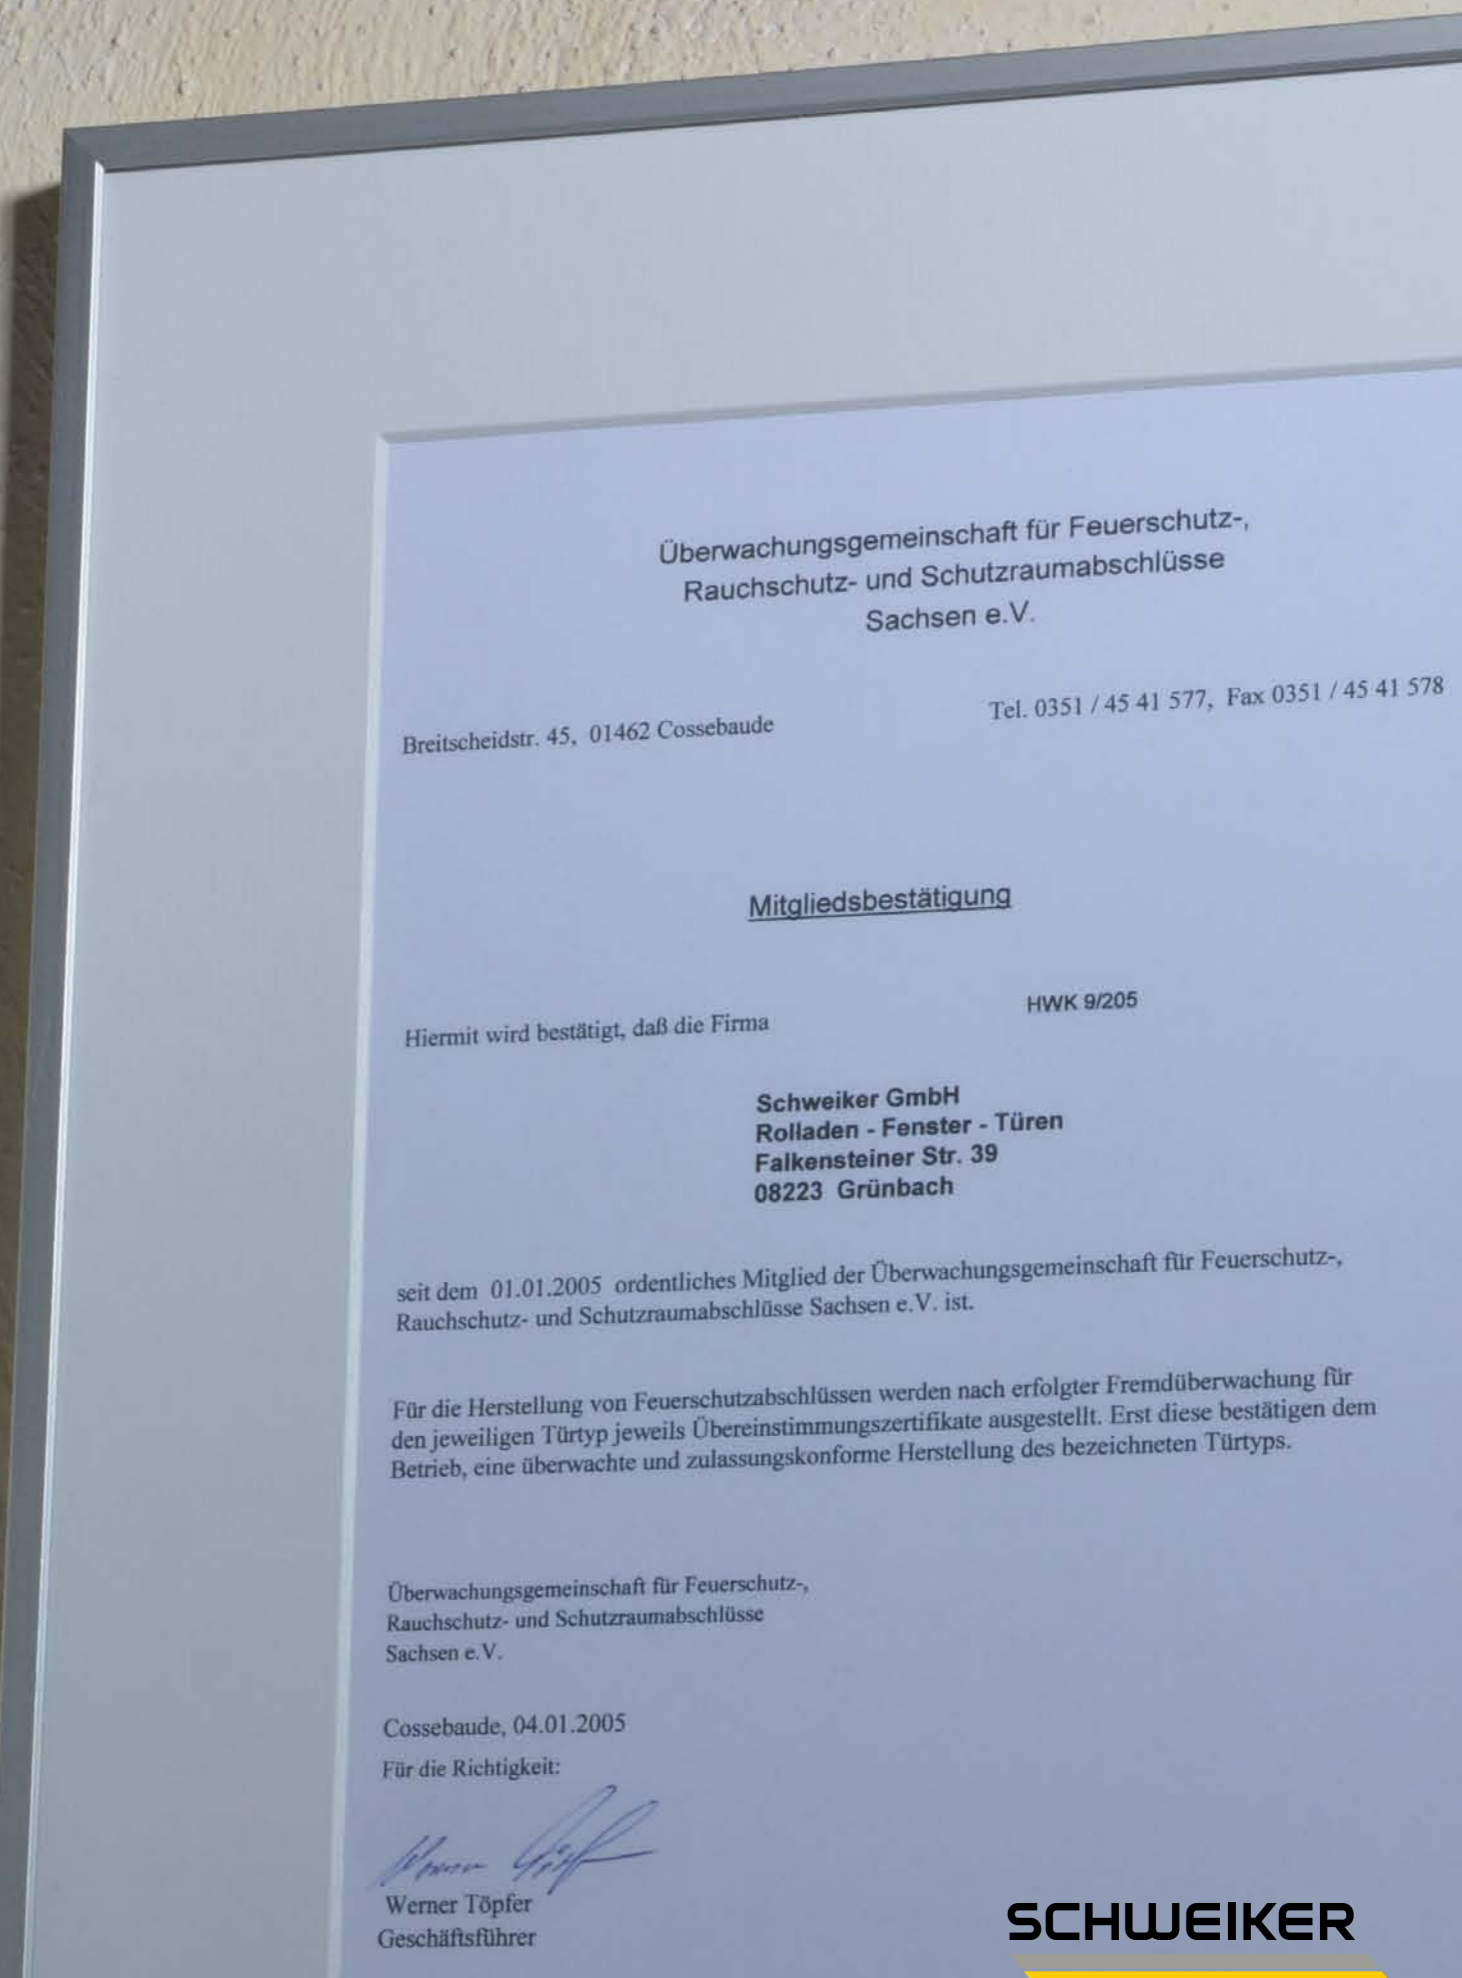 Überwachungsgemeinschaft für Feuerschutz-,
Rauchschutz- und Schutzraumabschlüsse
Sachsen e.V.
Breitscheidstr. 45, 01462 Cossebaude
Tel. 0351 / 45 41 577, Fax 0351 / 45 41 578
Mitgliedsbestätigung
Hiermit wird bestätigt, daß die Firma
HWK 9/205
Schweiker GmbH
Rolladen - Fenster - Türen
Falkensteiner Str. 39
08223 Grünbach
seit dem 01.01.2005 ordentliches Mitglied der Überwachungsgemeinschaft für Feuerschutz-,
Rauchschutz- und Schutzraumabschlüsse Sachsen e.V. ist.
Für die Herstellung von Feuerschutzabschlüssen werden nach erfolgter Fremdüberwachung für
den jeweiligen Türtyp jeweils Übereinstimmungszertifikate ausgestellt. Erst diese bestätigen dem
Betrieb, eine überwachte und zulassungskonforme Herstellung des bezeichneten Türtyps.
Überwachungsgemeinschaft für Feuerschutz-,
Rauchschutz- und Schutzraumabschlüsse
Sachsen e.V.
Cossebaude, 04.01.2005
Für die Richtigkeit:
Werner Töpfer
Geschäftsführer
SCHWEIKER